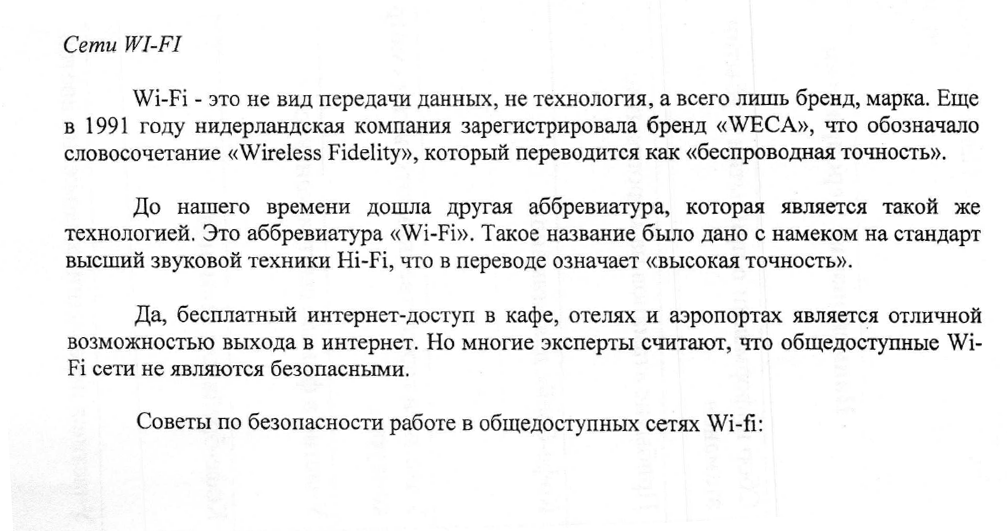 Сети WI-FI
Wi-Fi - это не вид передачи данных, не технология, а всего лишь бренд, марка. Еще
в 1991 году нидерландская компания зарегистрировала бренд «WECA», что обозначало
словосочетание «Wireless Fidelity», который переводится как «беспроводная точность».
До нашего времени дошла другая аббревиатура, которая является такой же
технологией. Это аббревиатура «Wi-Fi». Такое название было дано с намеком на стандарт
высший звуковой техники Hi-Fi, что в переводе означает «высокая точность».
Да, бесплатный интернет-доступ в кафе, отелях и аэропортах является отличной
возможностью выхода в интернет. Но многие эксперты считают, что общедоступные Wi-
Fi сети не являются безопасными.
Советы по безопасности работе в общедоступных сетях Wi-fi: